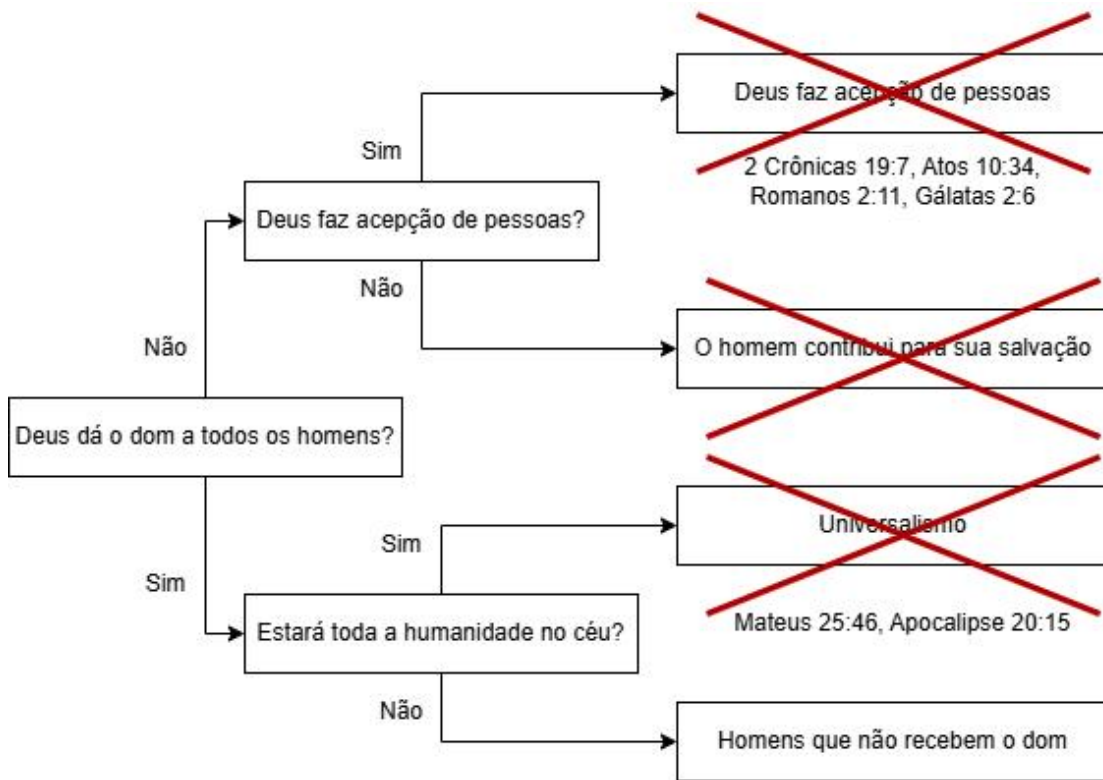 Deus faz acepção de pessoas
Sim
2 Crônicas 19:7, Atos 10:34,
Romanos 2:11, Gálatas 2:6
Deus faz acepção de pessoas?
Não
Não
O homem contribui para sua salvação
Deus dá o dom a todos os homens?
Universalismo
Sim
Sim
Mateus 25:46, Apocalipse 20:15
Estará toda a humanidade no céu?
Não
Homens que não recebem o dom